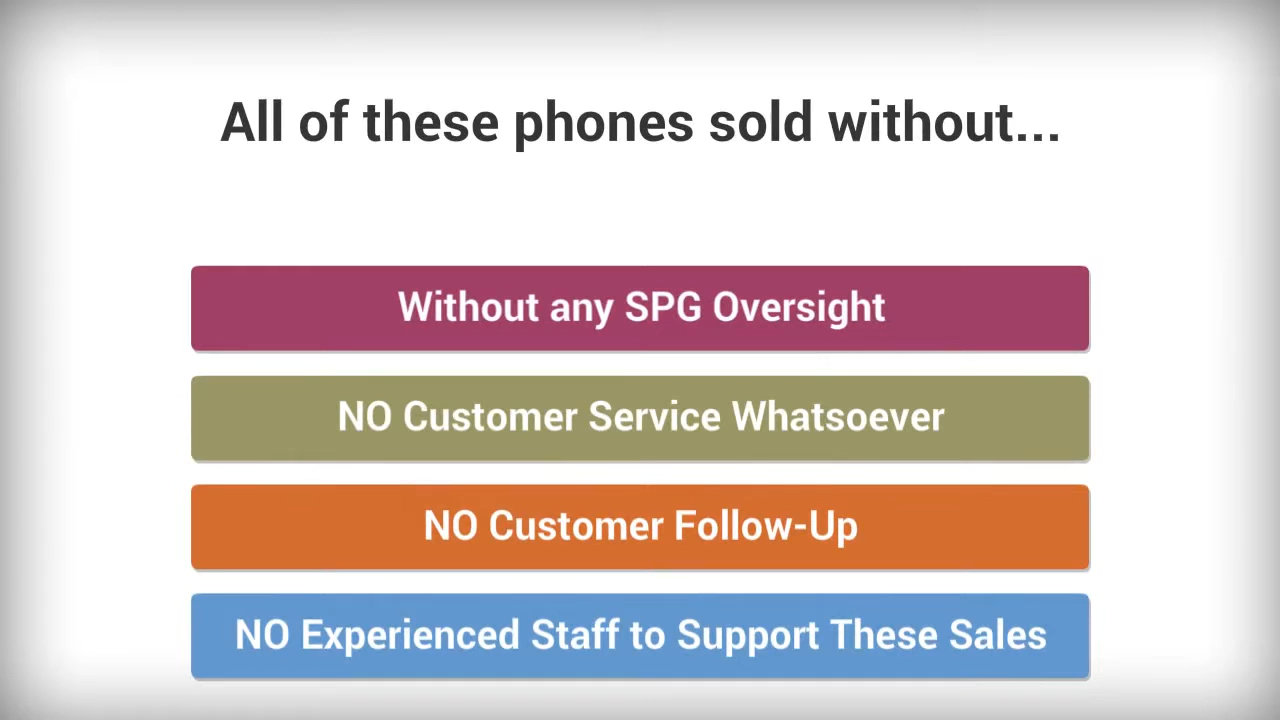 All of these phones sold without...
Without any SPG Oversight
NO Customer Service Whatsoever
NO Customer Follow-Up
NO Experienced Staff to Support These Sales